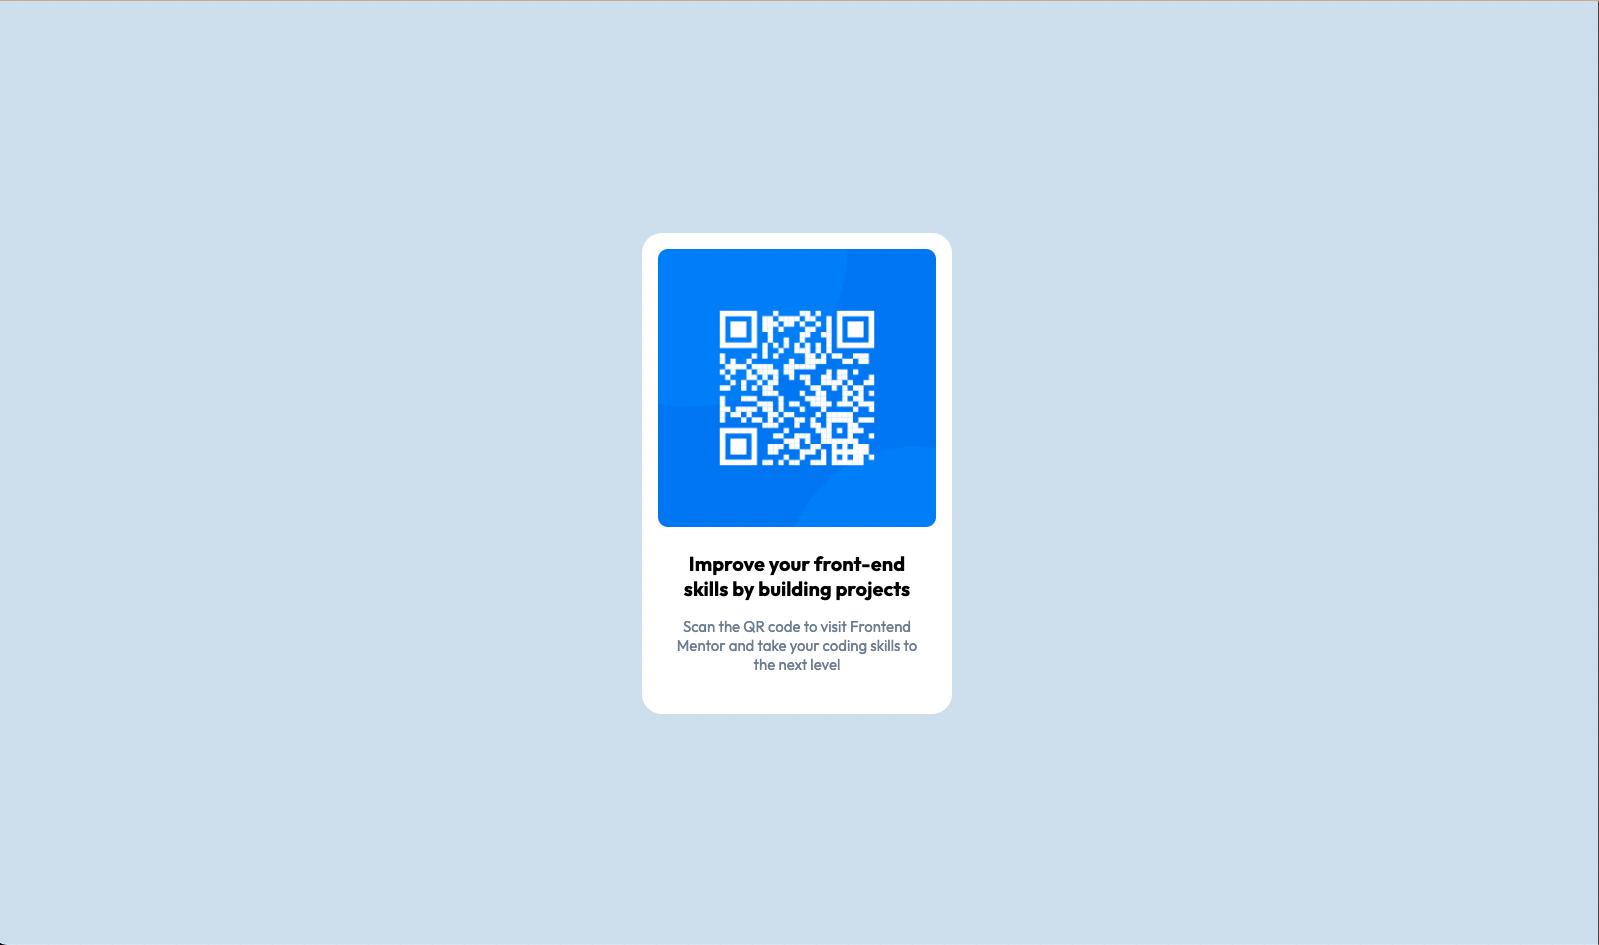 Improve your front-end
skills by building projects
Scan the QR code to visit Frontend
Mentor and take your coding skills to
the next level